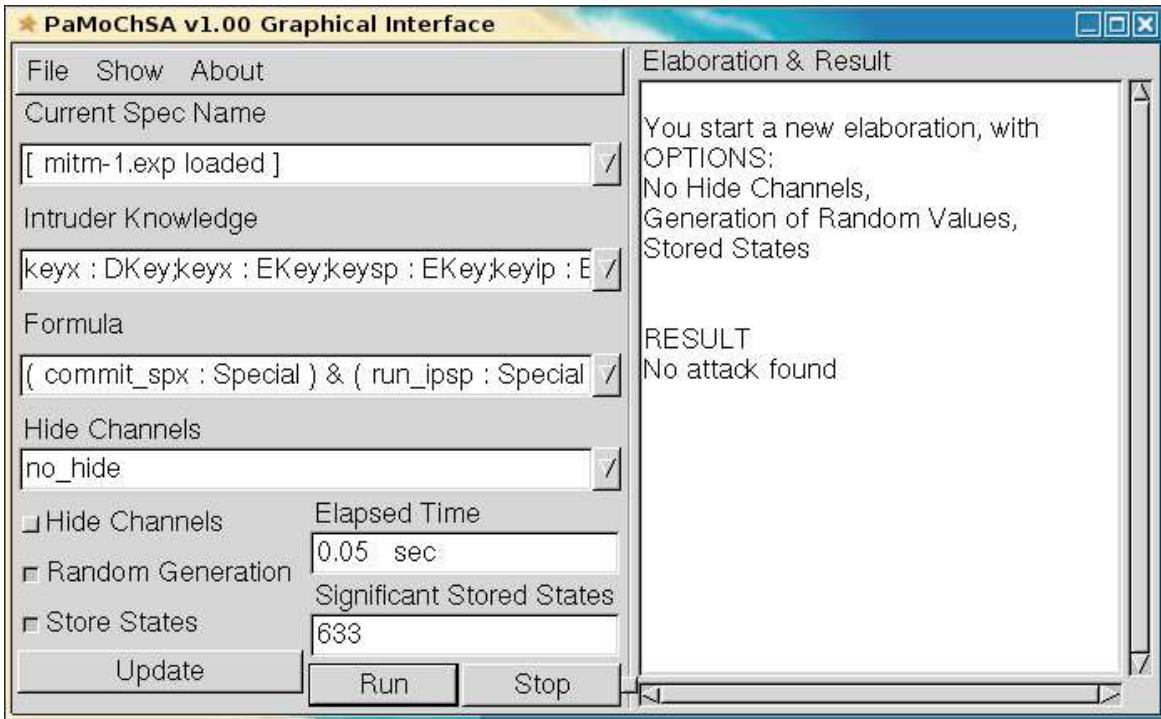 PaMoChSA v1.00 Graphical Interface
File Show About
Current Spec Name
[ mitm-1.exp loaded ]
Intruder Knowledge
keyx : DKey;keyx : EKey;keysp : EKey;keyip : E
Formula
( commit_spx : Special ) & ( run_ipsp : Special
Hide Channels
no_hide
Hide Channels
Random Generation
Store States
Update
Elapsed Time
0.05 sec
Significant Stored States
633
Run Stop
Elaboration & Result
You start a new elaboration, with
OPTIONS:
No Hide Channels,
Generation of Random Values,
Stored States
RESULT
No attack found